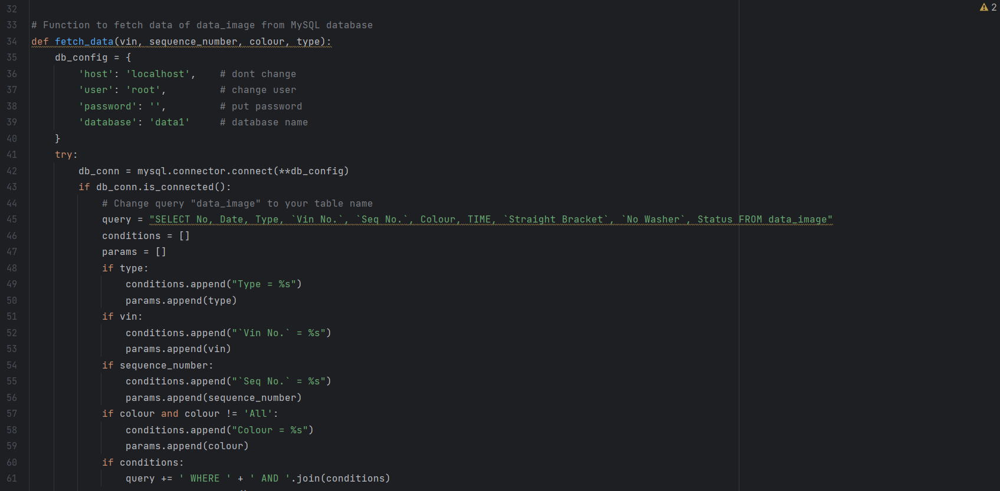 2
32
33 # Function to fetch data of data_image from MySQL database
34 def fetch_data(vin, sequence_number, colour, type):
35     db_config = {
36         'host': 'localhost',    # dont change
37         'user': 'root',         # change user
38         'password': '',         # put password
39         'database': 'data1'     # database name
40     }
41     try:
42         db_conn = mysql.connector.connect(**db_config)
43         if db_conn.is_connected():
44             # Change query "data_image" to your table name
45             query = "SELECT No, Date, Type, `Vin No.`, `Seq No.`, Colour, TIME, `Straight Bracket`, `No Washer`, Status FROM data_image"
46             conditions = []
47             params = []
48             if type:
49                 conditions.append("Type = %s")
50                 params.append(type)
51             if vin:
52                 conditions.append("`Vin No.` = %s")
53                 params.append(vin)
54             if sequence_number:
55                 conditions.append("`Seq No.` = %s")
56                 params.append(sequence_number)
57             if colour and colour != 'All':
58                 conditions.append("Colour = %s")
59                 params.append(colour)
60             if conditions:
61                 query += ' WHERE ' + ' AND '.join(conditions)